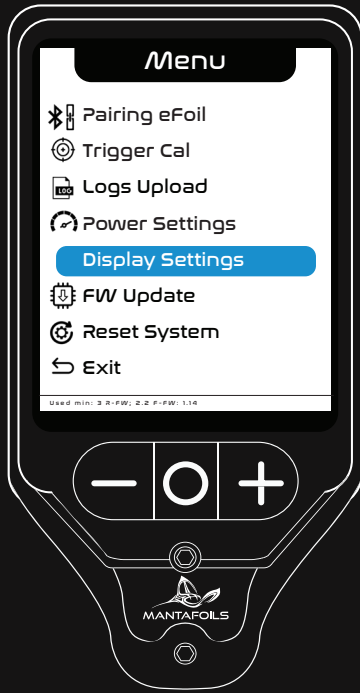 Menu
Pairing eFoil
Trigger Cal
LOG
Logs Upload
Power Settings
Display Settings
FW Update
Reset System
Exit
Used min: 3 R-FW; 2.2 F-FW: 1.14
MANTAFOILS